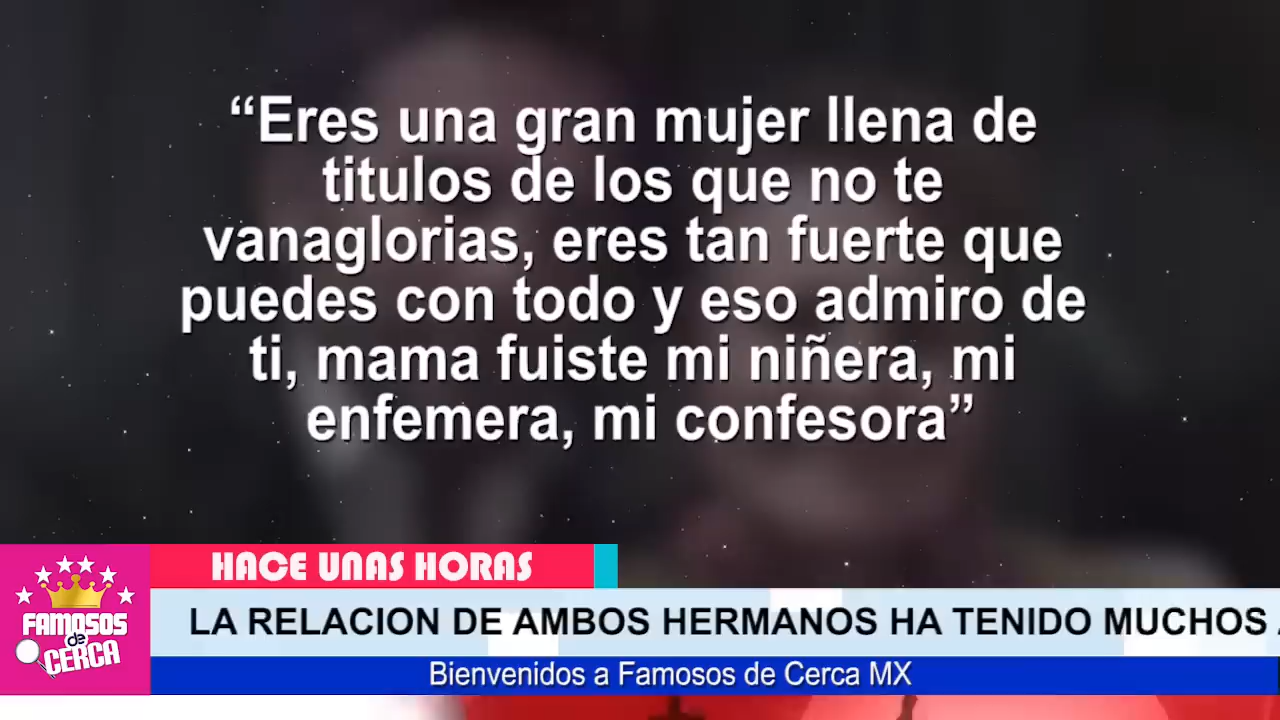 “Eres una gran mujer llena de
titulos de los que no te
vanaglorias, eres tan fuerte que
puedes con todo y eso admiro de
ti, mama fuiste mi niñera, mi
enfemera, mi confesora”
HACE UNAS HORAS
FAMOSOS
de
CERCA
LA RELACION DE AMBOS HERMANOS HA TENIDO MUCHOS
Bienvenidos a Famosos de Cerca MX